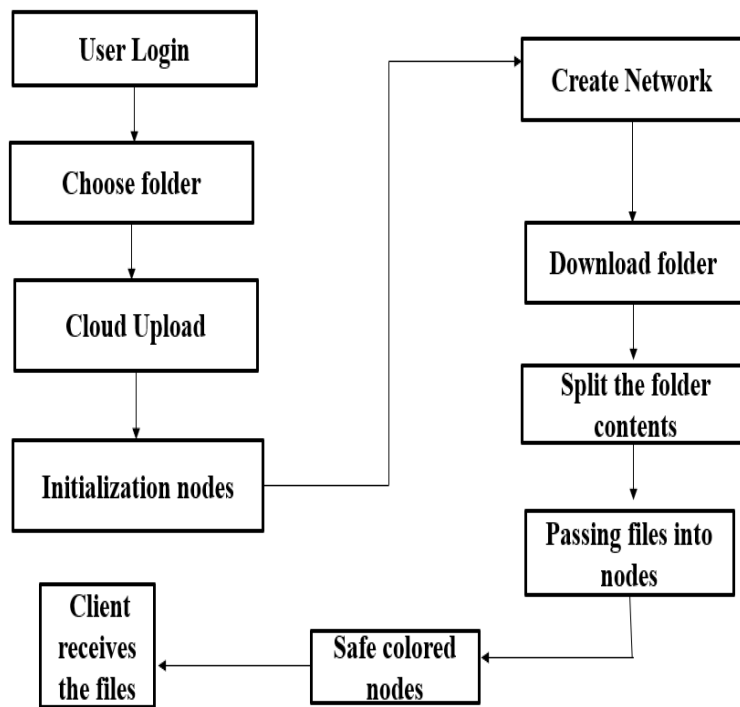 User Login
Choose folder
Cloud Upload
Initialization nodes
Create Network
Download folder
Split the folder
contents
Passing files into
nodes
Safe colored
nodes
Client
receives
the files